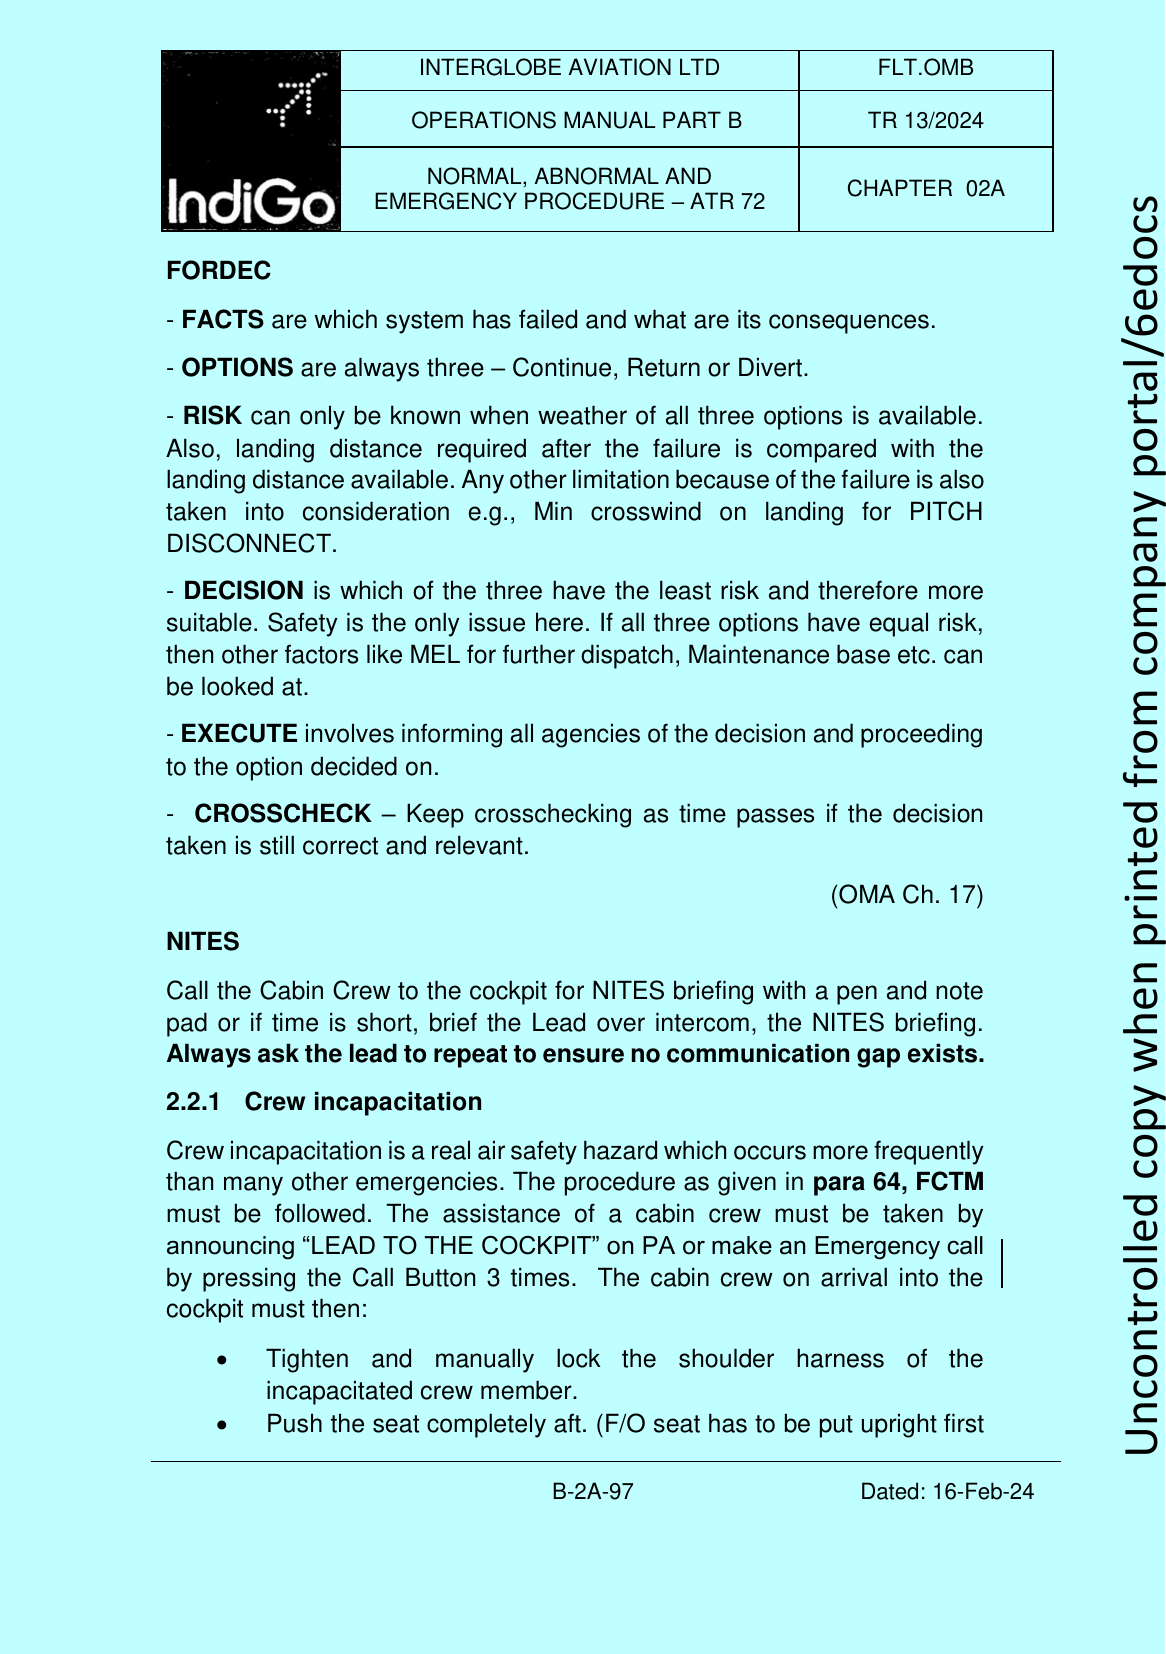 IndiGo
INTERGLOBE AVIATION LTD
FLT.OMB
OPERATIONS MANUAL PART B
TR 13/2024
NORMAL, ABNORMAL AND
EMERGENCY PROCEDURE – ATR 72
CHAPTER 02A
FORDEC
- FACTS are which system has failed and what are its consequences.
- OPTIONS are always three – Continue, Return or Divert.
- RISK can only be known when weather of all three options is available.
Also, landing distance required after the failure is compared with the
landing distance available. Any other limitation because of the failure is also
taken into consideration e.g., Min crosswind on landing for PITCH
DISCONNECT.
- DECISION is which of the three have the least risk and therefore more
suitable. Safety is the only issue here. If all three options have equal risk,
then other factors like MEL for further dispatch, Maintenance base etc. can
be looked at.
- EXECUTE involves informing all agencies of the decision and proceeding
to the option decided on.
- CROSSCHECK – Keep crosschecking as time passes if the decision
taken is still correct and relevant.
(OMA Ch. 17)
NITES
Call the Cabin Crew to the cockpit for NITES briefing with a pen and note
pad or if time is short, brief the Lead over intercom, the NITES briefing.
Always ask the lead to repeat to ensure no communication gap exists.
2.2.1 Crew incapacitation
Crew incapacitation is a real air safety hazard which occurs more frequently
than many other emergencies. The procedure as given in para 64, FCTM
must be followed. The assistance of a cabin crew must be taken by
announcing “LEAD TO THE COCKPIT” on PA or make an Emergency call
by pressing the Call Button 3 times. The cabin crew on arrival into the
cockpit must then:
• Tighten and manually lock the shoulder harness of the
incapacitated crew member.
• Push the seat completely aft. (F/O seat has to be put upright first
B-2A-97
Dated: 16-Feb-24
Uncontrolled copy when printed from company portal/6edocs